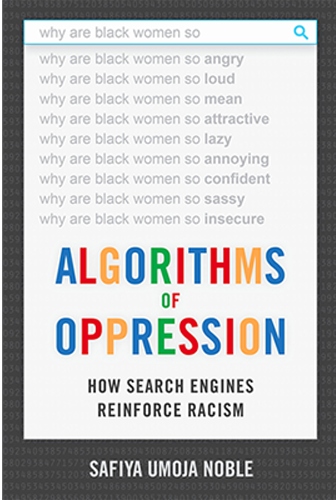 why are black women so
why are black women so angry
why are black women so loud
why are black women so mean
why are black women so attractive
why are black women so lazy
why are black women so annoying
why are black women so confident
why are black women so sassy
why are black women so insecure
ALGORITHMS
OF
OPPRESSION
HOW SEARCH ENGINES
REINFORCE RACISM
SAFIYA UMOJA NOBLE